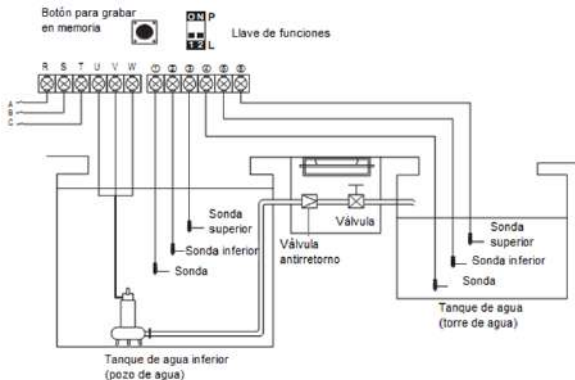 Botón para grabar
en memoria
ON P
12 L
Llave de funciones
R S T U V W ① ② ③ ④ ⑤ ⑥
A
B
C
Sonda
superior
Sonda inferior
Sonda
Válvula
antirretorno
Válvula
Sonda
superior
Sonda inferior
Sonda
Tanque de agua inferior
(pozo de agua)
Tanque de agua
(torre de agua)